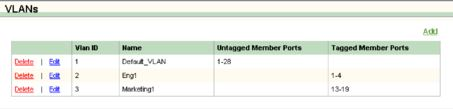 VLANs
Add
Vlan ID Name Untagged Member Ports Tagged Member Ports
Delete | Edit 1 Default_VLAN 1-28
Delete | Edit 2 Eng1 1-4
Delete | Edit 3 Marketing1 13-19